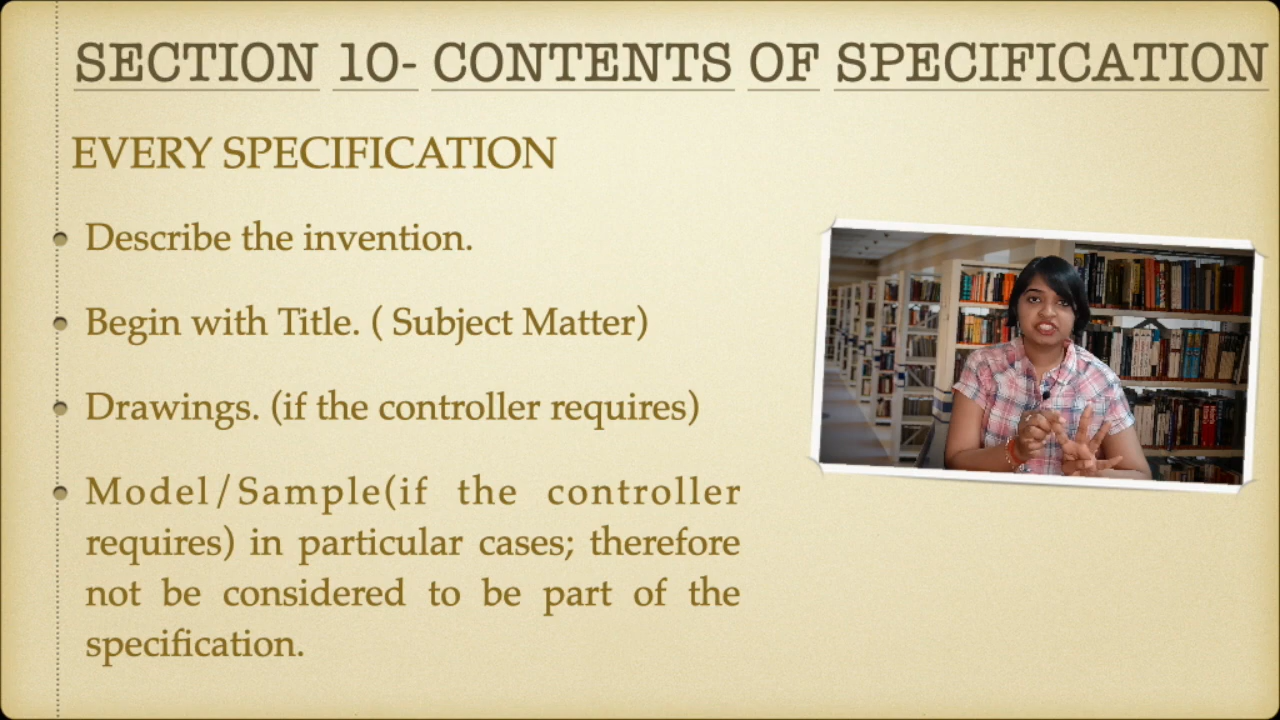 SECTION 10- CONTENTS OF SPECIFICATION
EVERY SPECIFICATION
Describe the invention.
Begin with Title. ( Subject Matter)
Drawings. (if the controller requires)
Model/Sample(if the controller
requires) in particular cases; therefore
not be considered to be part of the
specification.